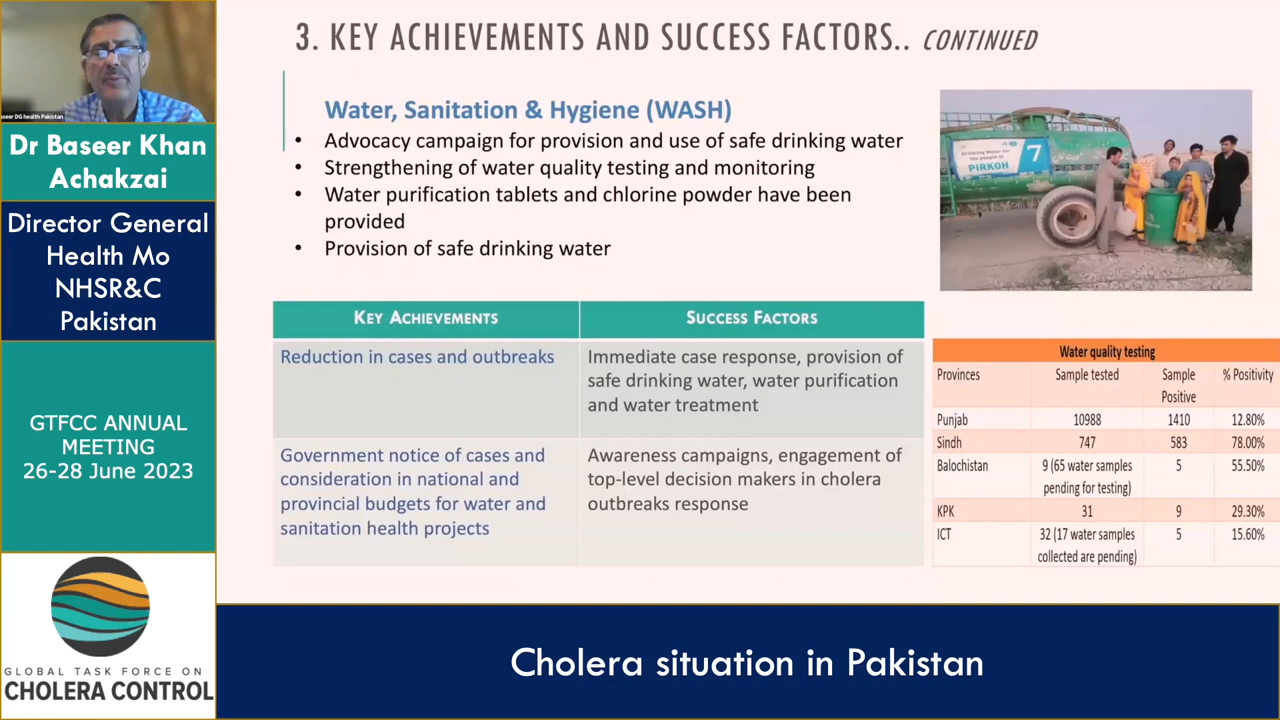 3. KEY ACHIEVEMENTS AND SUCCESS FACTORS.. CONTINUED
aseer DG health Pakistan
Dr Baseer Khan
Achakzai
Director General
Health Mo
NHSR&C
Pakistan
GTFCC ANNUAL
MEETING
26-28 June 2023
GLOBAL TASK FORCE ON
CHOLERA CONTROL
Water, Sanitation & Hygiene (WASH)
• Advocacy campaign for provision and use of safe drinking water
• Strengthening of water quality testing and monitoring
• Water purification tablets and chlorine powder have been
provided
• Provision of safe drinking water
Drinking Water for
the people of
PIRKOH
7
KEY ACHIEVEMENTS SUCCESS FACTORS
Reduction in cases and outbreaks
Immediate case response, provision of
safe drinking water, water purification
and water treatment
Government notice of cases and
consideration in national and
provincial budgets for water and
sanitation health projects
Awareness campaigns, engagement of
top-level decision makers in cholera
outbreaks response
Water quality testing
Provinces Sample tested Sample
Positive % Positivity
Punjab 10988 1410 12.80%
Sindh 747 583 78.00%
Balochistan 9 (65 water samples
pending for testing) 5 55.50%
KPK 31 9 29.30%
ICT 32 (17 water samples
collected are pending) 5 15.60%
Cholera situation in Pakistan